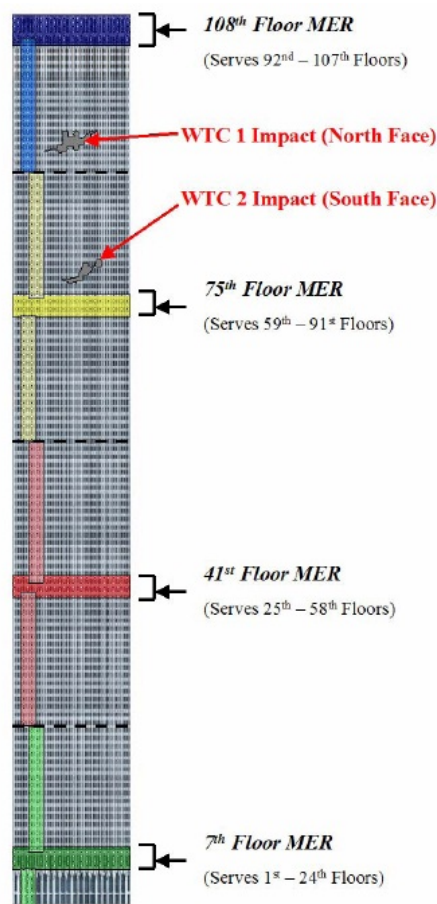 108th Floor MER
(Serves 92nd – 107th Floors)
WTC 1 Impact (North Face)
WTC 2 Impact (South Face)
75th Floor MER
(Serves 59th – 91st Floors)
41st Floor MER
(Serves 25th – 58th Floors)
7th Floor MER
(Serves 1st – 24th Floors)